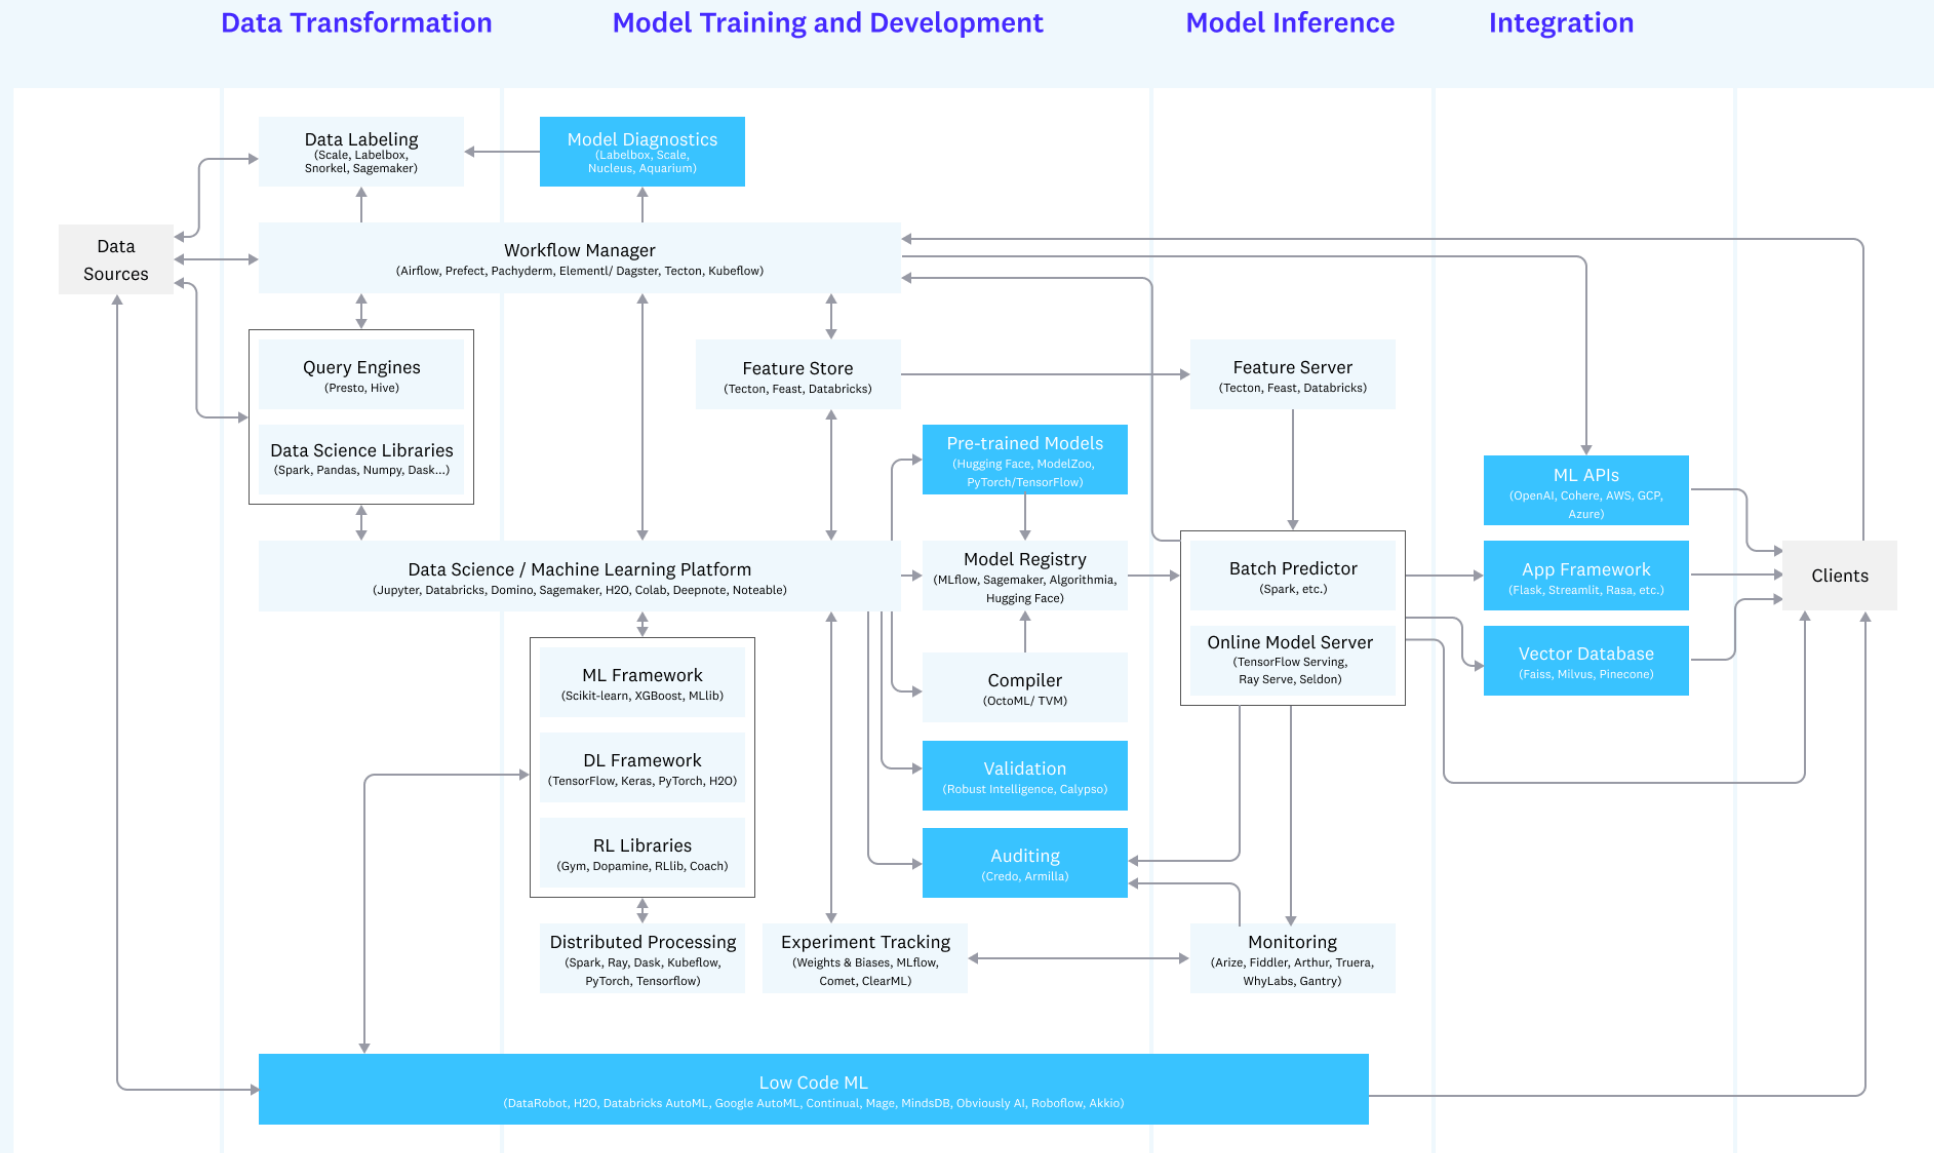 Data Transformation
Model Training and Development
Model Inference
Integration
Data Labeling
(Scale, Labelbox,
Snorkel, Sagemaker)
Model Diagnostics
(Labelbox, Scale,
Nucleus, Aquarium)
Data
Sources
Workflow Manager
(Airflow, Prefect, Pachyderm, Elementl/ Dagster, Tecton, Kubeflow)
Query Engines
(Presto, Hive)
Data Science Libraries
(Spark, Pandas, Numpy, Dask...)
Feature Store
(Tecton, Feast, Databricks)
Feature Server
(Tecton, Feast, Databricks)
Pre-trained Models
(Hugging Face, ModelZoo,
PyTorch/TensorFlow)
ML APIs
(OpenAI, Cohere, AWS, GCP,
Azure)
Data Science / Machine Learning Platform
(Jupyter, Databricks, Domino, Sagemaker, H2O, Colab, Deepnote, Noteable)
Model Registry
(MLflow, Sagemaker, Algorithmia,
Hugging Face)
Batch Predictor
(Spark, etc.)
App Framework
(Flask, Streamlit, Rasa, etc.)
Clients
Online Model Server
(TensorFlow Serving,
Ray Serve, Seldon)
Vector Database
(Faiss, Milvus, Pinecone)
ML Framework
(Scikit-learn, XGBoost, MLlib)
Compiler
(OctoML/ TVM)
DL Framework
(TensorFlow, Keras, PyTorch, H2O)
Validation
(Robust Intelligence, Calypso)
RL Libraries
(Gym, Dopamine, RLlib, Coach)
Auditing
(Credo, Armilla)
Distributed Processing
(Spark, Ray, Dask, Kubeflow,
PyTorch, Tensorflow)
Experiment Tracking
(Weights & Biases, MLflow,
Comet, ClearML)
Monitoring
(Arize, Fiddler, Arthur, Truera,
WhyLabs, Gantry)
Low Code ML
(DataRobot, H2O, Databricks AutoML, Google AutoML, Continual, Mage, MindsDB, Obviously AI, Roboflow, Akkio)